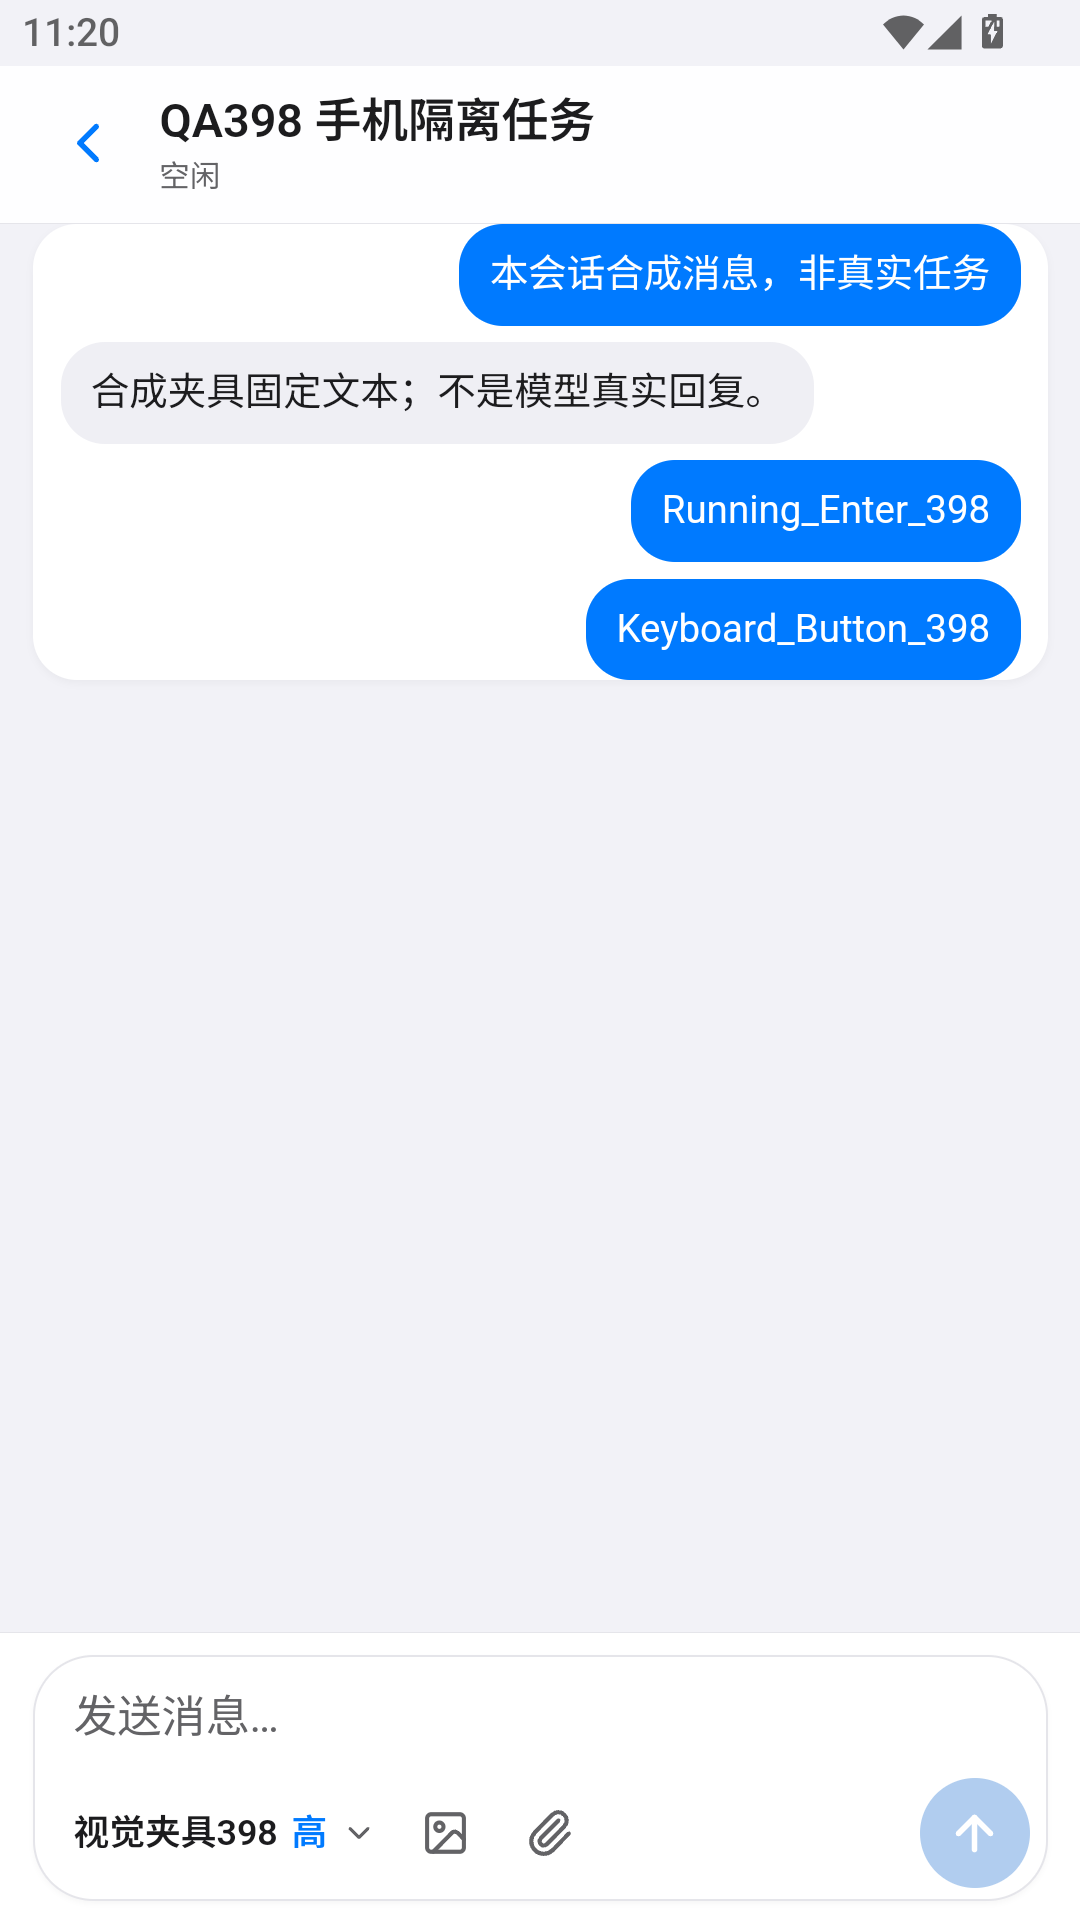 11:20
QA398 手机隔离任务
空闲
本会话合成消息，非真实任务
合成夹具固定文本；不是模型真实回复。
Running_Enter_398
Keyboard_Button_398
发送消息...
视觉夹具398 高